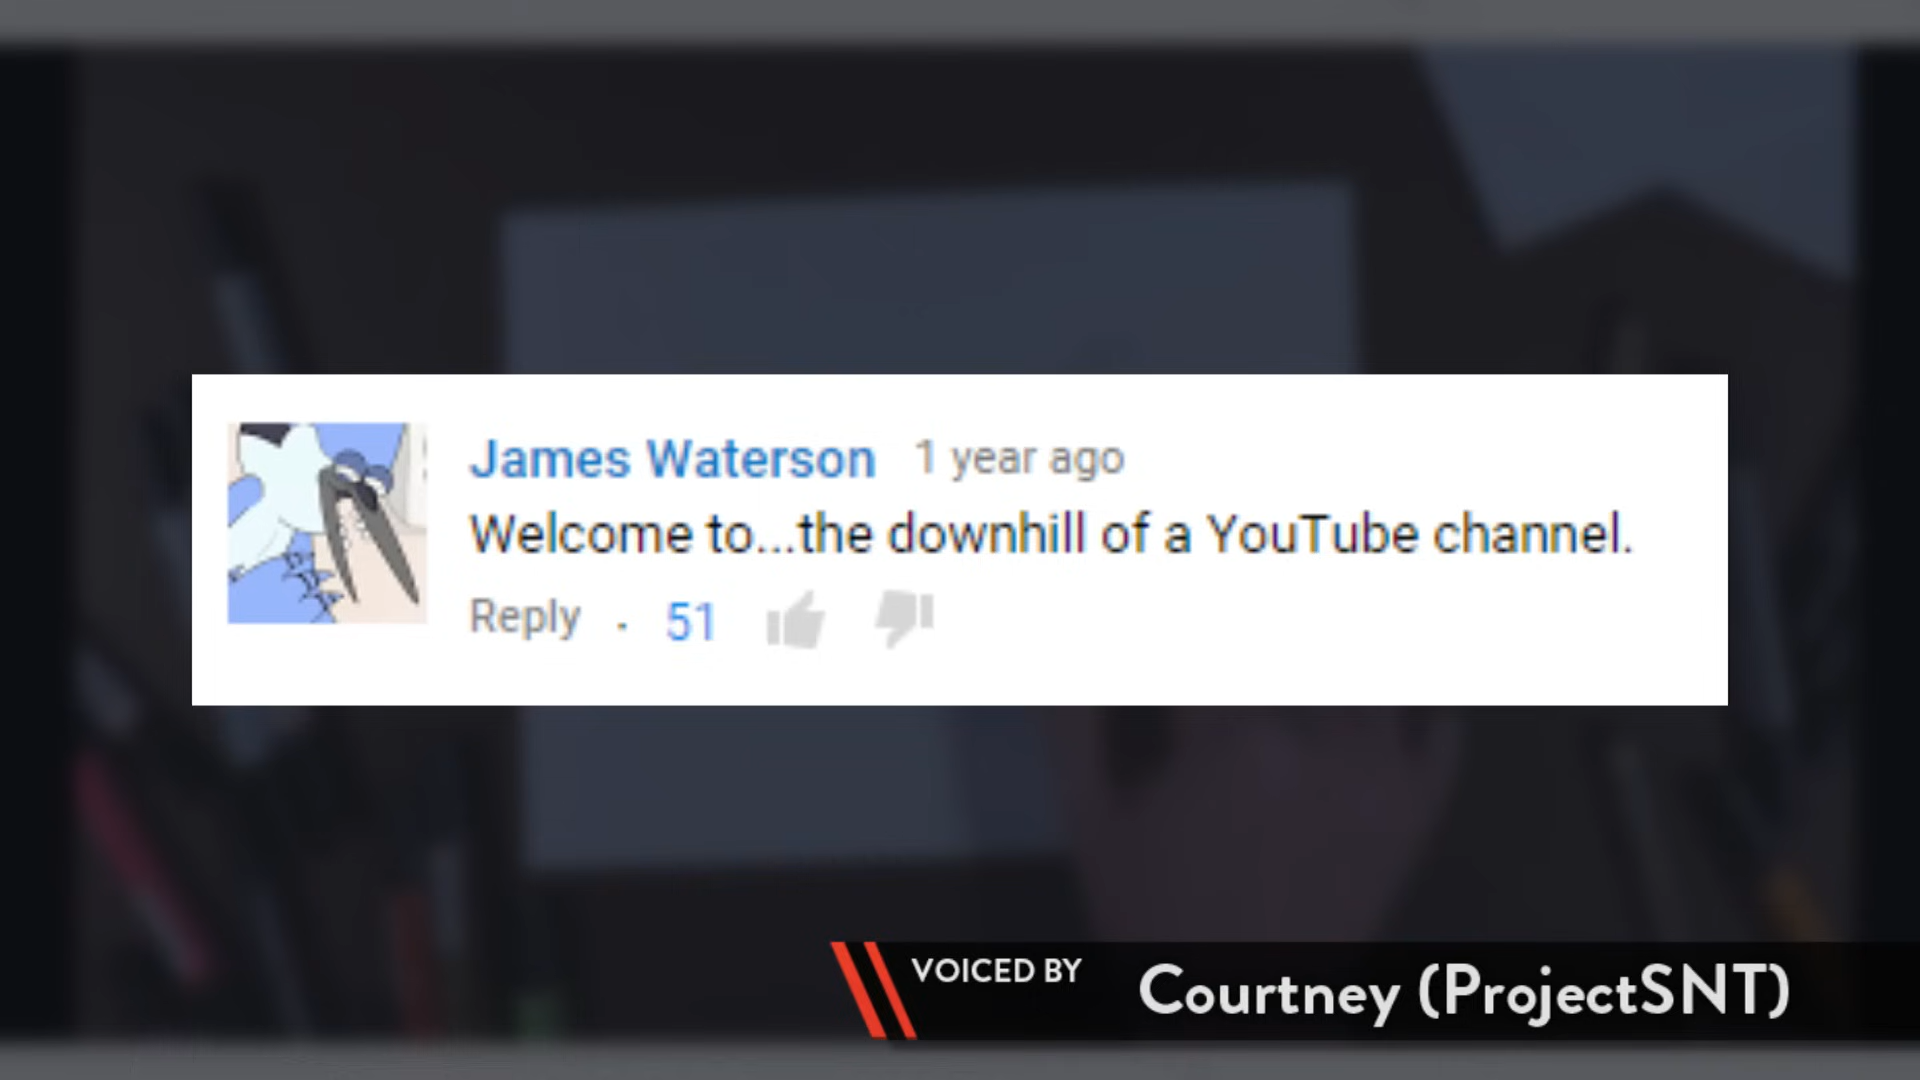 James Waterson 1 year ago
Welcome to...the downhill of a YouTube channel.
Reply · 51
VOICED BY Courtney (ProjectSNT)